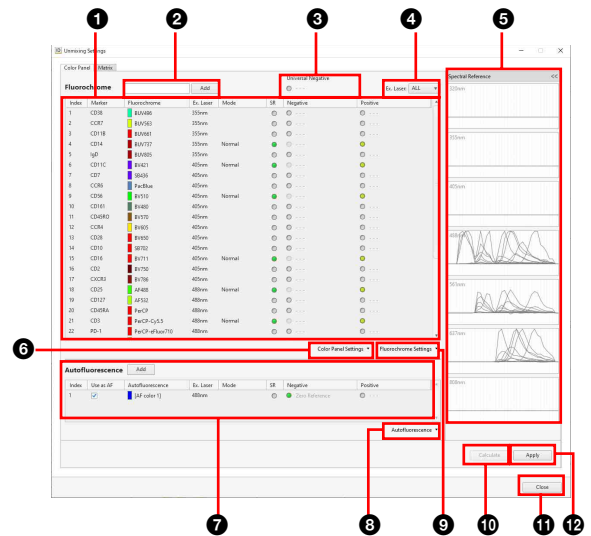 1 2 3 4 5
Unmixing Settings
Color Panel Matrix
Fluorochrome Add Universal Negative - - - Ex. Laser ALL
Spectral Reference <<
Index Marker Fluorochrome Ex. Laser Mode SR Negative Positive
1 CD38 BUV496 355nm - - -
2 CCR7 BUV563 355nm - - -
3 CD11B BUV661 355nm - - -
4 CD14 BUV737 355nm Normal - - - - - -
5 IgD BUV805 355nm - - -
6 CD11C BV421 405nm Normal - - - - - -
7 CD7 SB436 405nm - - -
8 CCR6 PacBlue 405nm - - -
9 CD56 BV510 405nm Normal - - - - - -
10 CD161 BV480 405nm - - -
11 CD45RO BV570 405nm - - -
12 CCR4 BV605 405nm - - -
13 CD28 BV650 405nm - - -
14 CD10 SB702 405nm - - -
15 CD16 BV711 405nm Normal - - - - - -
16 CD2 BV750 405nm - - -
17 CXCR3 BV786 405nm - - -
18 CD25 AF488 488nm Normal - - - - - -
19 CD127 AF532 488nm - - -
20 CD45RA PerCP 488nm - - -
21 CD3 PerCP-Cy5.5 488nm Normal - - - - - -
22 PD-1 PerCP-eFluor710 488nm - - -
320nm
355nm
405nm
488nm
561nm
637nm
808nm
6
Color Panel Settings Fluorochrome Settings
Autofluorescence Add
Index Use as AF Autofluorescence Ex. Laser Mode SR Negative Positive
1 [AF color 1] 488nm Zero Reference - - -
Autofluorescence
Calculate Apply
Close
7 8 9 10 11 12